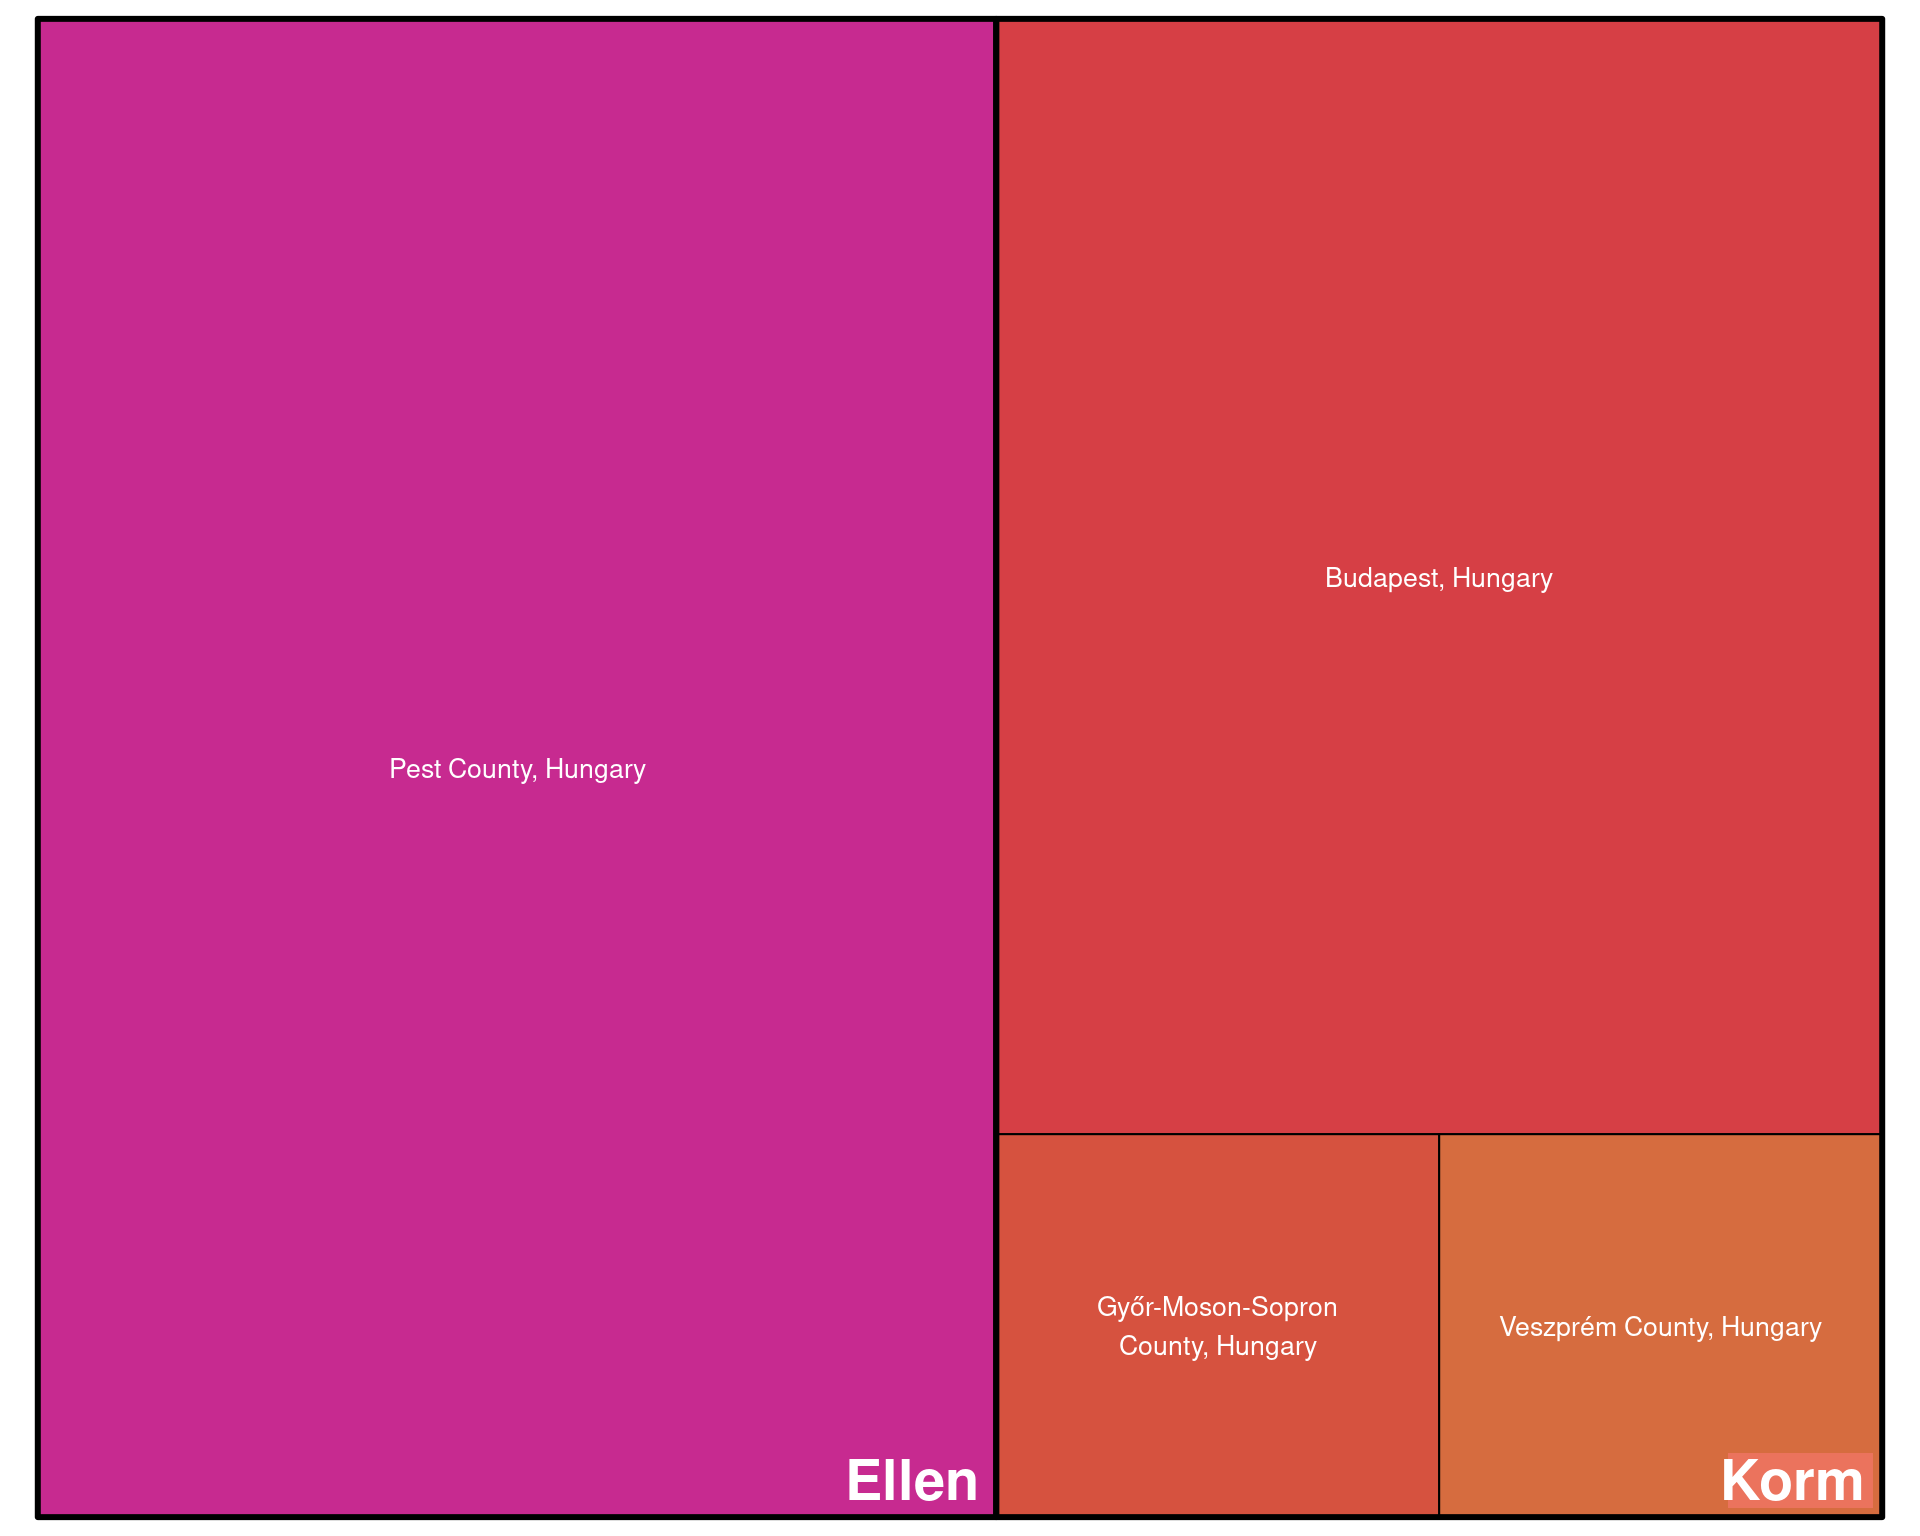 Pest County, Hungary
Ellen
Budapest, Hungary
Győr-Moson-Sopron
County, Hungary
Veszprém County, Hungary
Korm